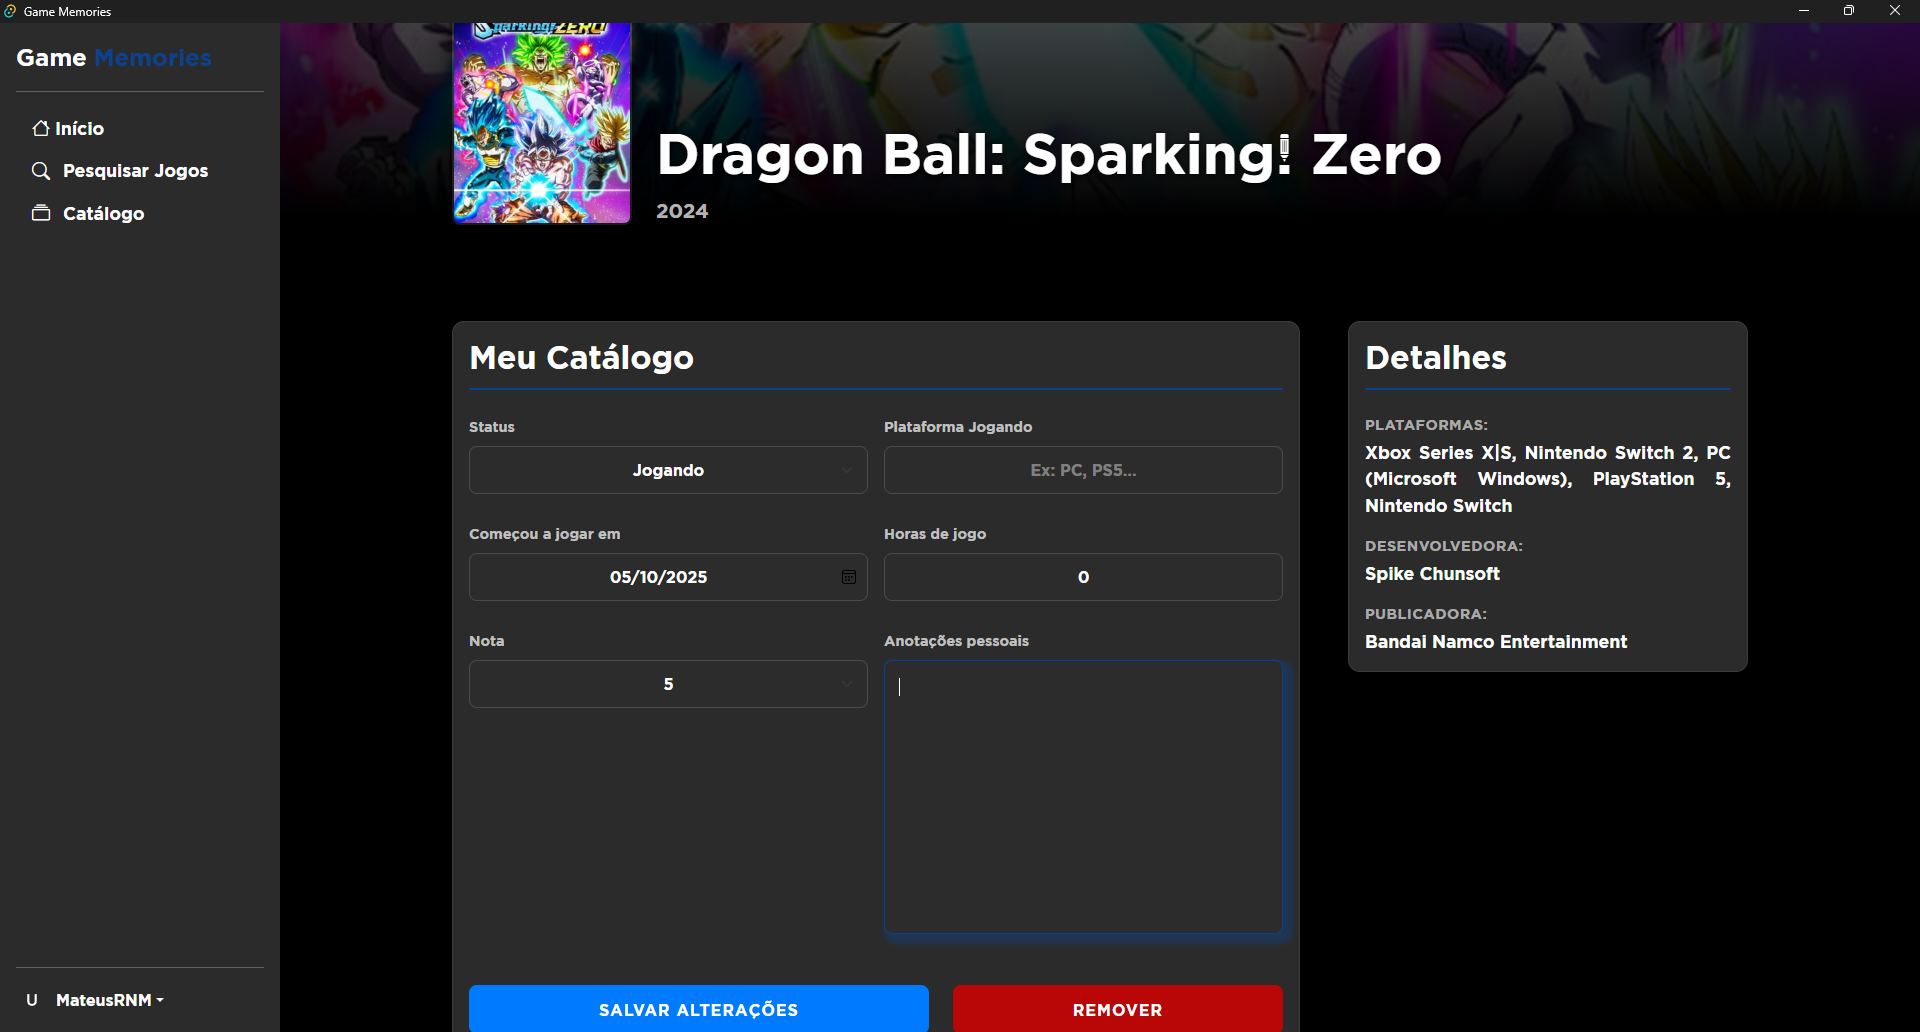 Game Memories
Game Memories
Início
Pesquisar Jogos
Catálogo
U MateusRNM
Sparking! ZERO
Dragon Ball: Sparking! Zero
2024
Meu Catálogo
Status
Jogando
Plataforma Jogando
Ex: PC, PS5...
Começou a jogar em
05/10/2025
Horas de jogo
0
Nota
5
Anotações pessoais
SALVAR ALTERAÇÕES
REMOVER
Detalhes
PLATAFORMAS:
Xbox Series X|S, Nintendo Switch 2, PC
(Microsoft Windows), PlayStation 5,
Nintendo Switch
DESENVOLVEDORA:
Spike Chunsoft
PUBLICADORA:
Bandai Namco Entertainment